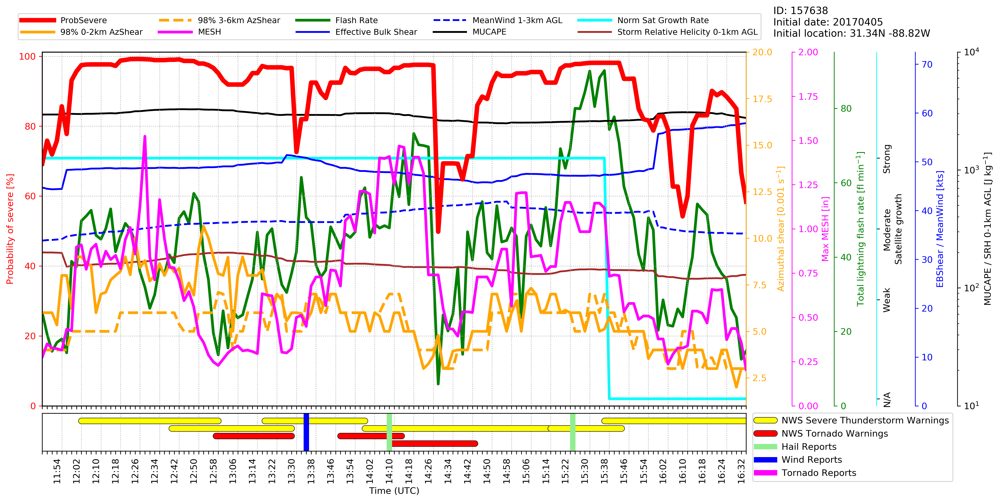 ID: 157638
Initial date: 20170405
Initial location: 31.34N -88.82W
ProbSevere
98% 0-2km AzShear
98% 3-6km AzShear
MESH
Flash Rate
Effective Bulk Shear
MeanWind 1-3km AGL
MUCAPE
Norm Sat Growth Rate
Storm Relative Helicity 0-1km AGL
Probability of severe [%]
100
80
60
40
20
0
20.0
17.5
15.0
12.5
10.0
7.5
5.0
2.5
Azimuthal shear [0.001 s⁻¹]
2.00
1.75
1.50
1.25
1.00
0.75
0.50
0.25
0.00
Max MESH [in]
80
60
40
20
0
Total lightning flash rate [fl min⁻¹]
Strong
Moderate
Weak
N/A
Satellite growth
70
60
50
40
30
20
10
0
EBShear / MeanWind [kts]
10⁴
10³
10²
10¹
MUCAPE / SRH 0-1km AGL [J kg⁻¹]
11:54
12:02
12:10
12:18
12:26
12:34
12:42
12:50
12:58
13:06
13:14
13:22
13:30
13:38
13:46
13:54
14:02
14:10
14:18
14:26
14:34
14:42
14:50
14:58
15:06
15:14
15:22
15:30
15:38
15:46
15:54
16:02
16:10
16:18
16:24
16:32
Time (UTC)
NWS Severe Thunderstorm Warnings
NWS Tornado Warnings
Hail Reports
Wind Reports
Tornado Reports